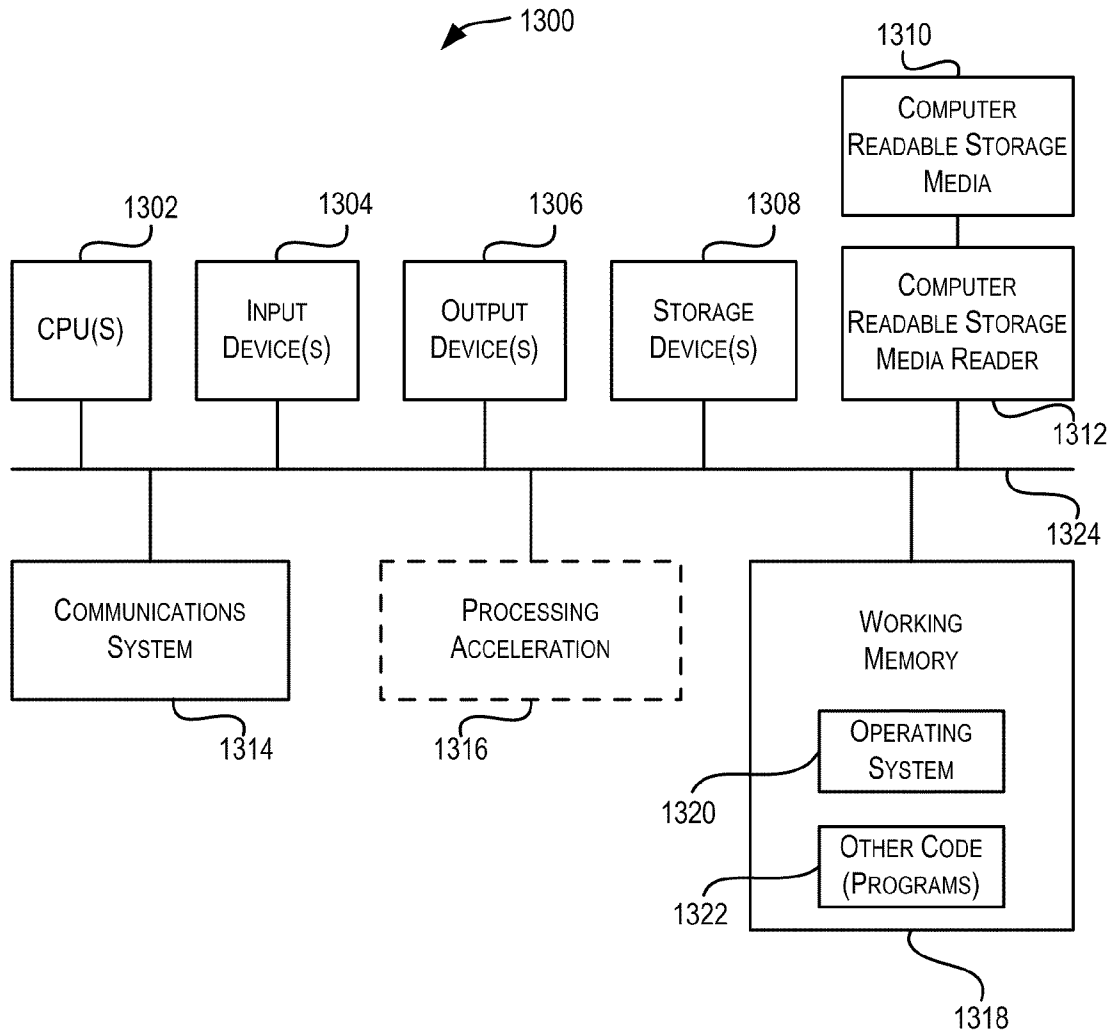 1300
1310
COMPUTER
READABLE STORAGE
MEDIA
1302
1304
1306
1308
CPU(S)
INPUT
DEVICE(S)
OUTPUT
DEVICE(S)
STORAGE
DEVICE(S)
COMPUTER
READABLE STORAGE
MEDIA READER
1312
1324
COMMUNICATIONS
SYSTEM
1314
PROCESSING
ACCELERATION
1316
WORKING
MEMORY
OPERATING
SYSTEM
1320
OTHER CODE
(PROGRAMS)
1322
1318